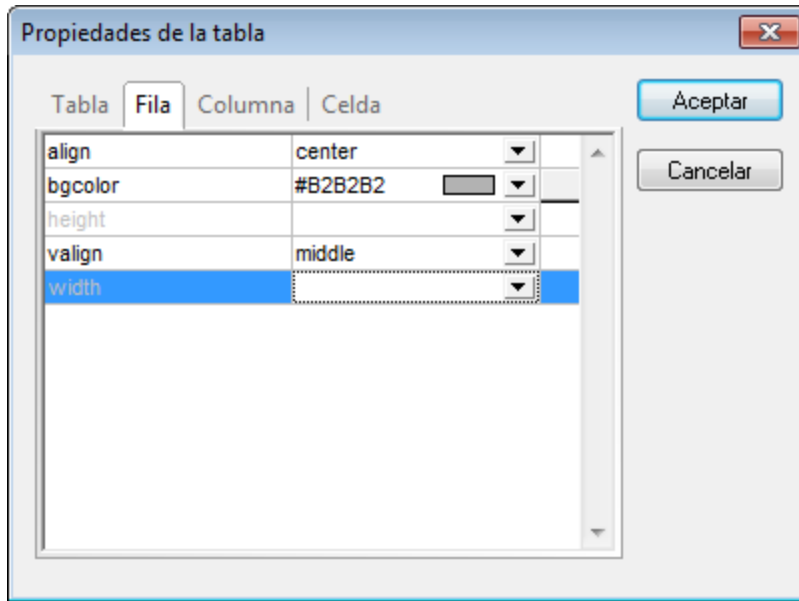 Propiedades de la tabla
Tabla Fila Columna Celda
Aceptar
Cancelar
align center
bgcolor #B2B2B2
height
valign middle
width